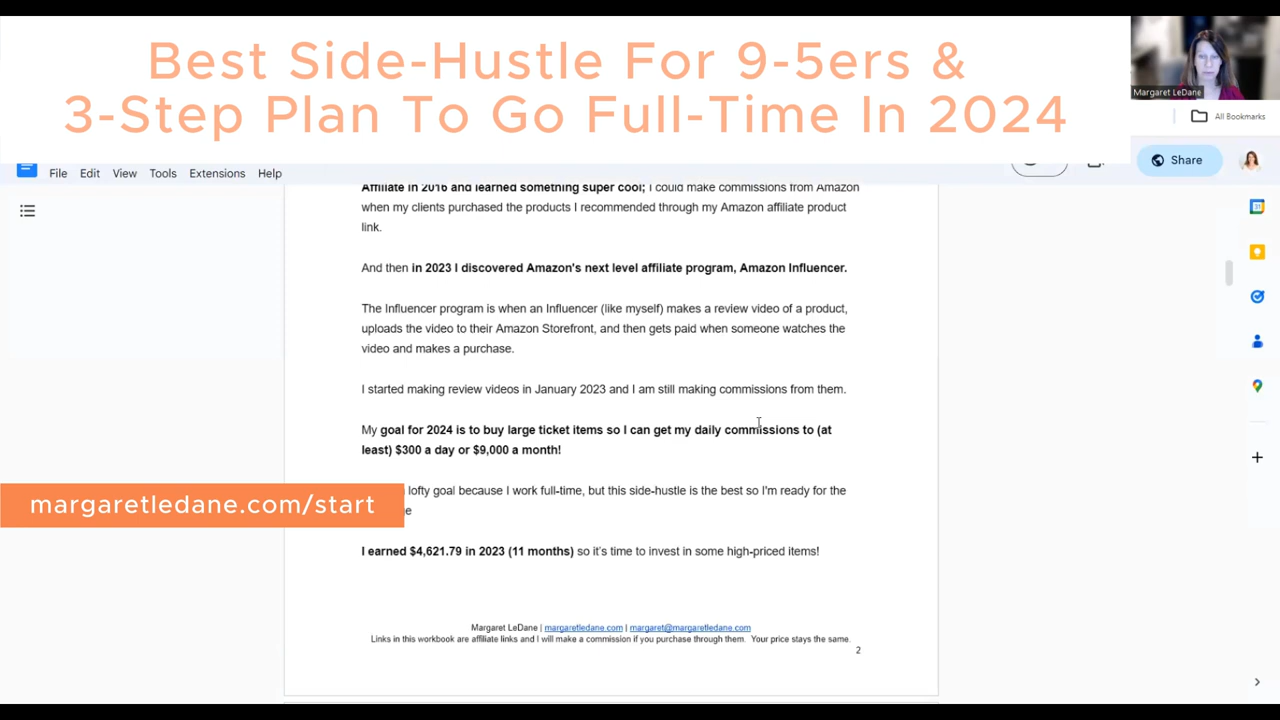 Best Side-Hustle For 9-5ers &
3-Step Plan To Go Full-Time In 2024
Margaret LeDane
All Bookmarks
File Edit View Tools Extensions Help
Share
Affiliate in 2016 and learned something super cool; I could make commissions from Amazon
when my clients purchased the products I recommended through my Amazon affiliate product
link.
And then in 2023 I discovered Amazon's next level affiliate program, Amazon Influencer.
The Influencer program is when an Influencer (like myself) makes a review video of a product,
uploads the video to their Amazon Storefront, and then gets paid when someone watches the
video and makes a purchase.
I started making review videos in January 2023 and I am still making commissions from them.
My goal for 2024 is to buy large ticket items so I can get my daily commissions to (at
least) $300 a day or $9,000 a month!
lofty goal because I work full-time, but this side-hustle is the best so I'm ready for the
margaretledane.com/start
I earned $4,621.79 in 2023 (11 months) so it's time to invest in some high-priced items!
Margaret LeDane | margaretledane.com | margaret@margaretledane.com
Links in this workbook are affiliate links and I will make a commission if you purchase through them. Your price stays the same.
2